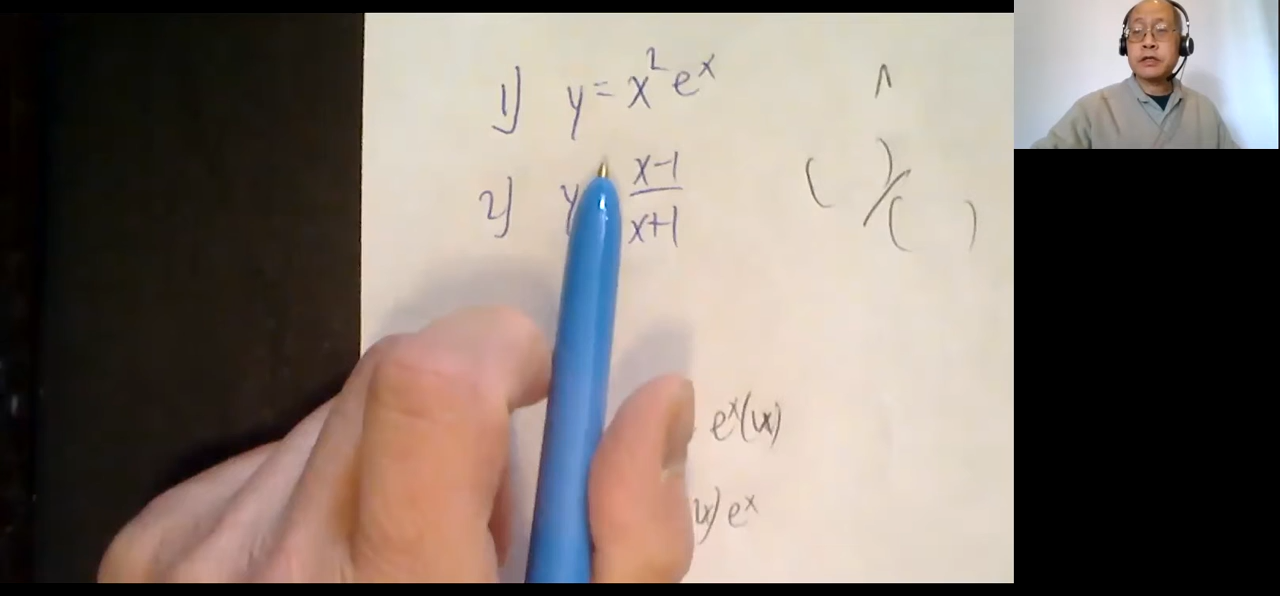 1) y = x² eˣ ^
2) y x-1 / x+1 ( ) / ( )
eˣ(x)
eˣ